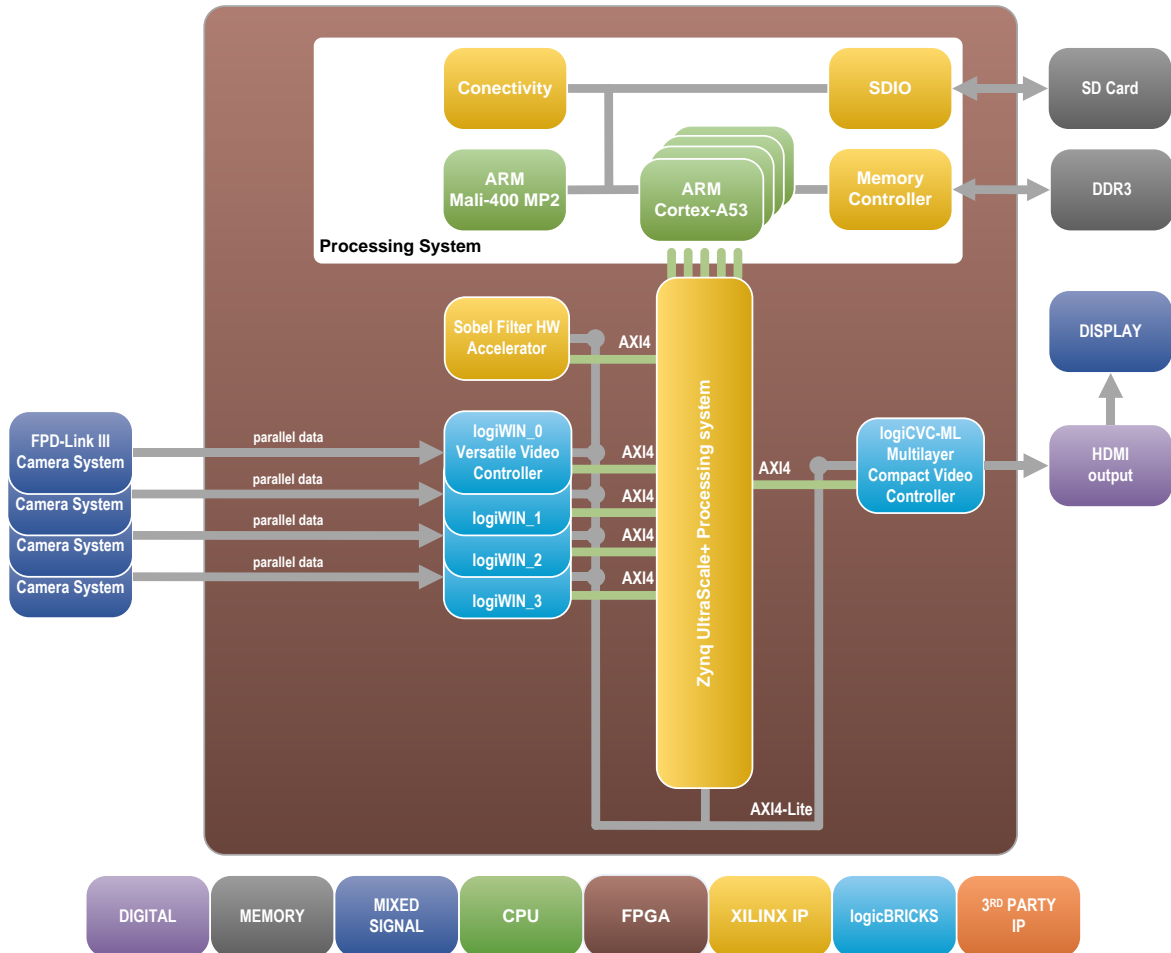 Conectivity
SDIO
SD Card
ARM
Mali-400 MP2
ARM
Cortex-A53
Memory
Controller
DDR3
Processing System
Sobel Filter HW
Accelerator
AXI4
DISPLAY
Zynq UltraScale+ Processing system
FPD-Link III
Camera System
parallel data
logiWIN_0
Versatile Video
Controller
AXI4
logiCVC-ML
Multilayer
Compact Video
Controller
AXI4
HDMI
output
Camera System
parallel data
logiWIN_1
AXI4
Camera System
parallel data
logiWIN_2
AXI4
Camera System
parallel data
logiWIN_3
AXI4
AXI4-Lite
DIGITAL
MEMORY
MIXED
SIGNAL
CPU
FPGA
XILINX IP
logicBRICKS
3RD PARTY
IP